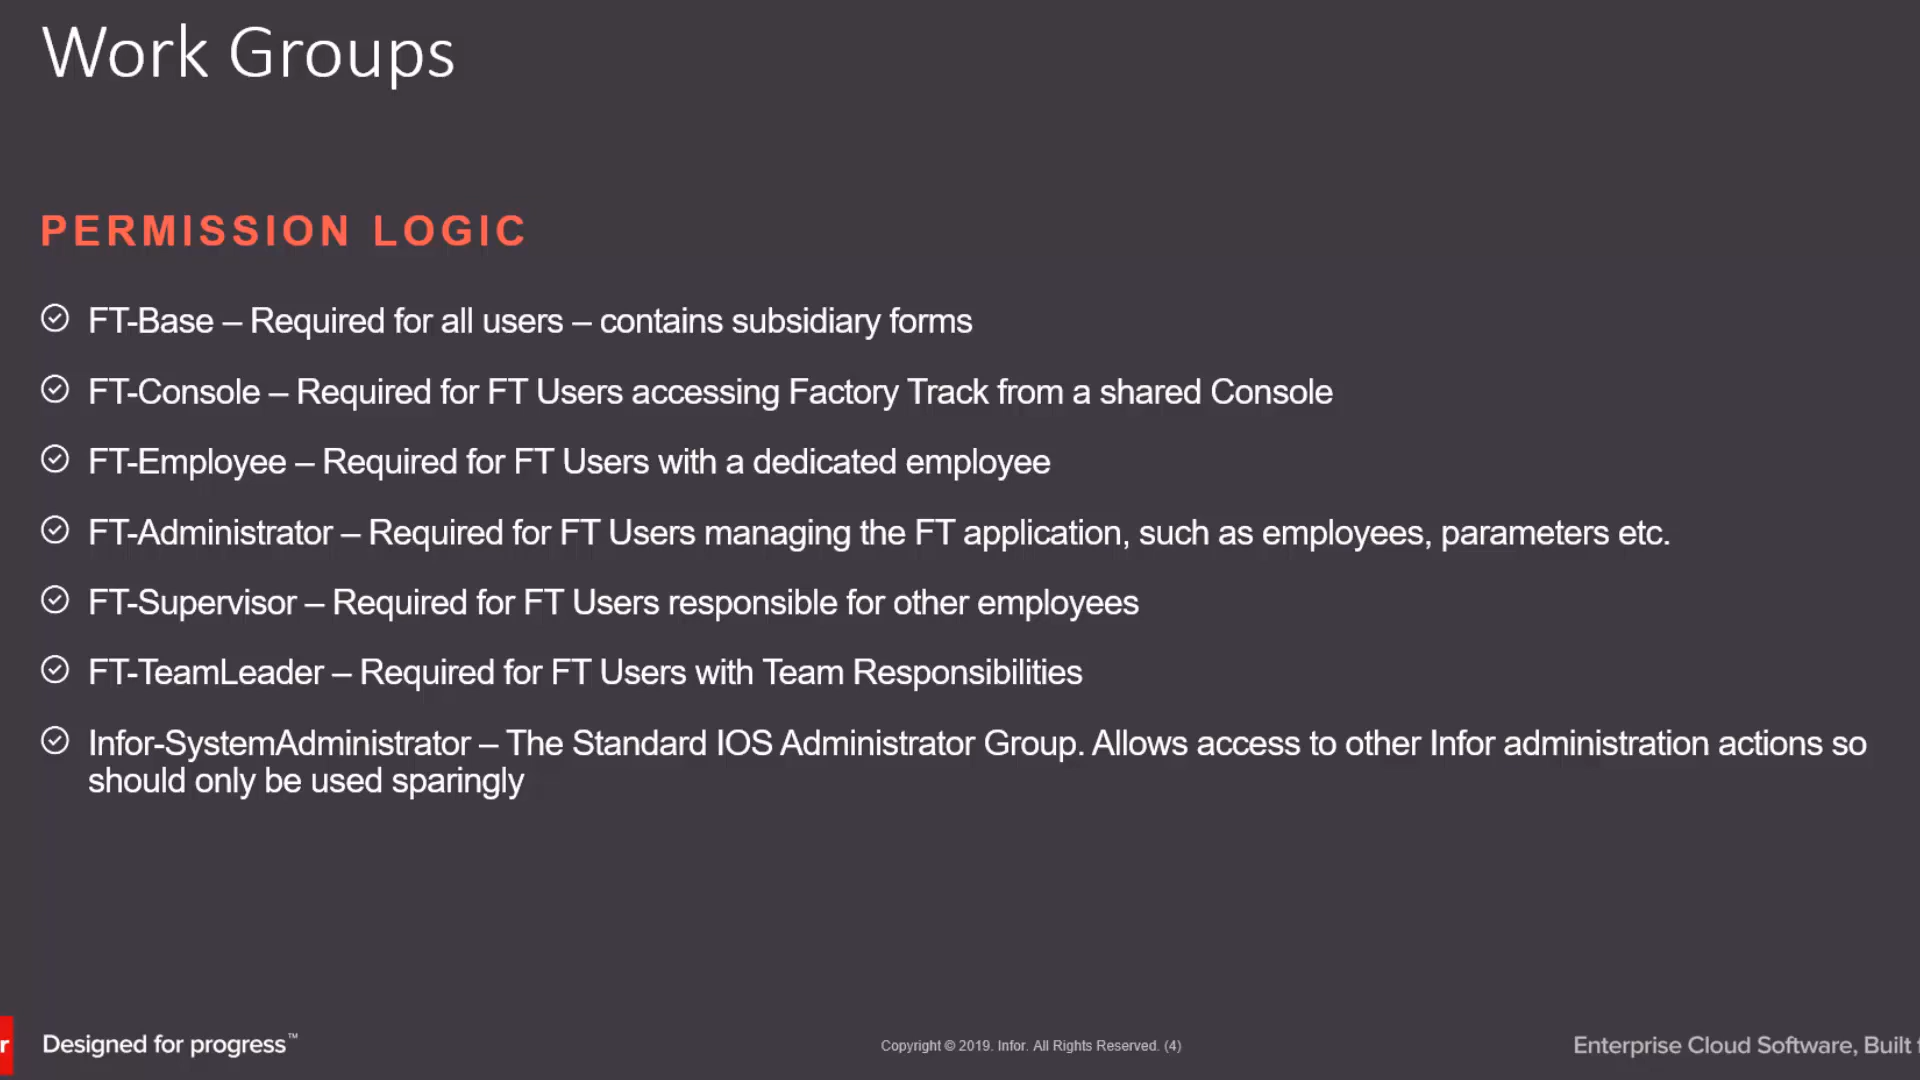 Work Groups
PERMISSION LOGIC
FT-Base – Required for all users – contains subsidiary forms
FT-Console – Required for FT Users accessing Factory Track from a shared Console
FT-Employee – Required for FT Users with a dedicated employee
FT-Administrator – Required for FT Users managing the FT application, such as employees, parameters etc.
FT-Supervisor – Required for FT Users responsible for other employees
FT-TeamLeader – Required for FT Users with Team Responsibilities
Infor-SystemAdministrator – The Standard IOS Administrator Group. Allows access to other Infor administration actions so
should only be used sparingly
r Designed for progress™ Copyright © 2019. Infor. All Rights Reserved. (4) Enterprise Cloud Software, Built